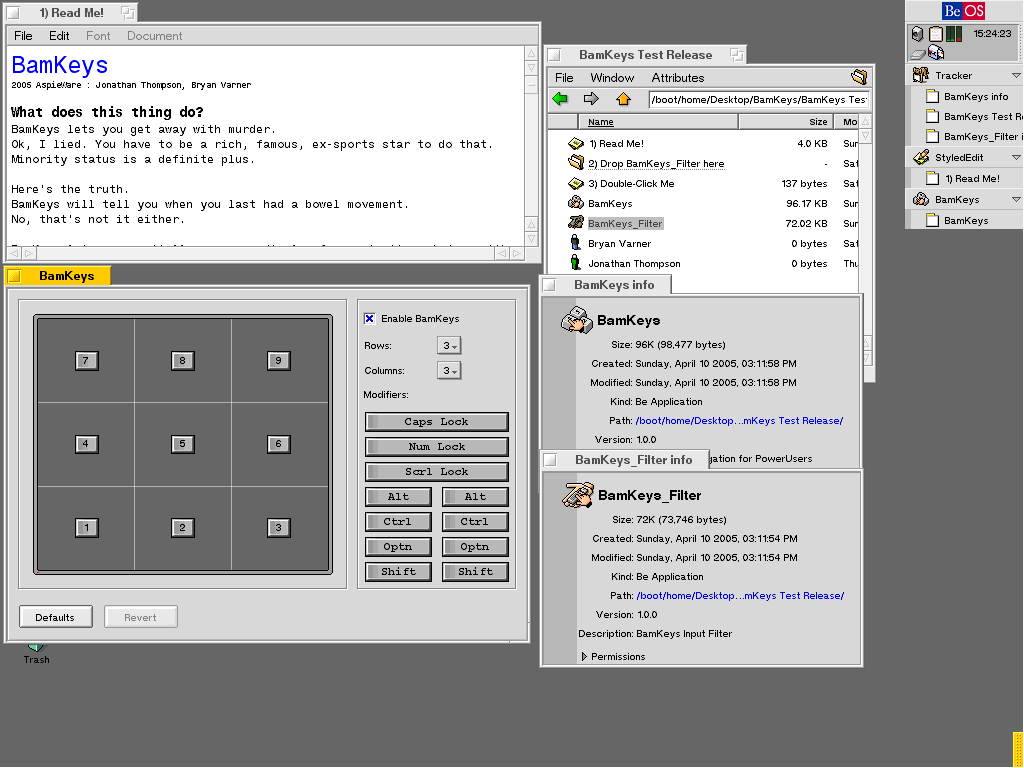 1) Read Me!
File Edit Font Document
BamKeys
2005 AspieWare : Jonathan Thompson, Bryan Varner
What does this thing do?
BamKeys lets you get away with murder.
Ok, I lied. You have to be a rich, famous, ex-sports star to do that.
Minority status is a definite plus.
Here's the truth.
BamKeys will tell you when you last had a bowel movement.
No, that's not it either.
BamKeys Test Release
File Window Attributes
/boot/home/Desktop/BamKeys/BamKeys Tes
Name Size Mo
1) Read Me! 4.0 KB Sun
2) Drop BamKeys_Filter here - Sat
3) Double-Click Me 137 bytes Sat
BamKeys 96.17 KB Sun
BamKeys_Filter 72.02 KB Sun
Bryan Varner 0 bytes Sat
Jonathan Thompson 0 bytes Thu
BeOS
15:24:23
Tracker
BamKeys info
BamKeys Test R
BamKeys_Filter i
StyledEdit
1) Read Me!
BamKeys
BamKeys
BamKeys
7 8 9
4 5 6
1 2 3
Enable BamKeys
Rows: 3
Columns: 3
Modifiers:
Caps Lock
Num Lock
Scrl Lock
Alt Alt
Ctrl Ctrl
Optn Optn
Shift Shift
Defaults Revert
BamKeys info
BamKeys
Size: 96K (98,477 bytes)
Created: Sunday, April 10 2005, 03:11:58 PM
Modified: Sunday, April 10 2005, 03:11:58 PM
Kind: Be Application
Path: /boot/home/Desktop...mKeys Test Release/
Version: 1.0.0
gation for PowerUsers
BamKeys_Filter info
BamKeys_Filter
Size: 72K (73,746 bytes)
Created: Sunday, April 10 2005, 03:11:54 PM
Modified: Sunday, April 10 2005, 03:11:54 PM
Kind: Be Application
Path: /boot/home/Desktop...mKeys Test Release/
Version: 1.0.0
Description: BamKeys Input Filter
Permissions
Trash